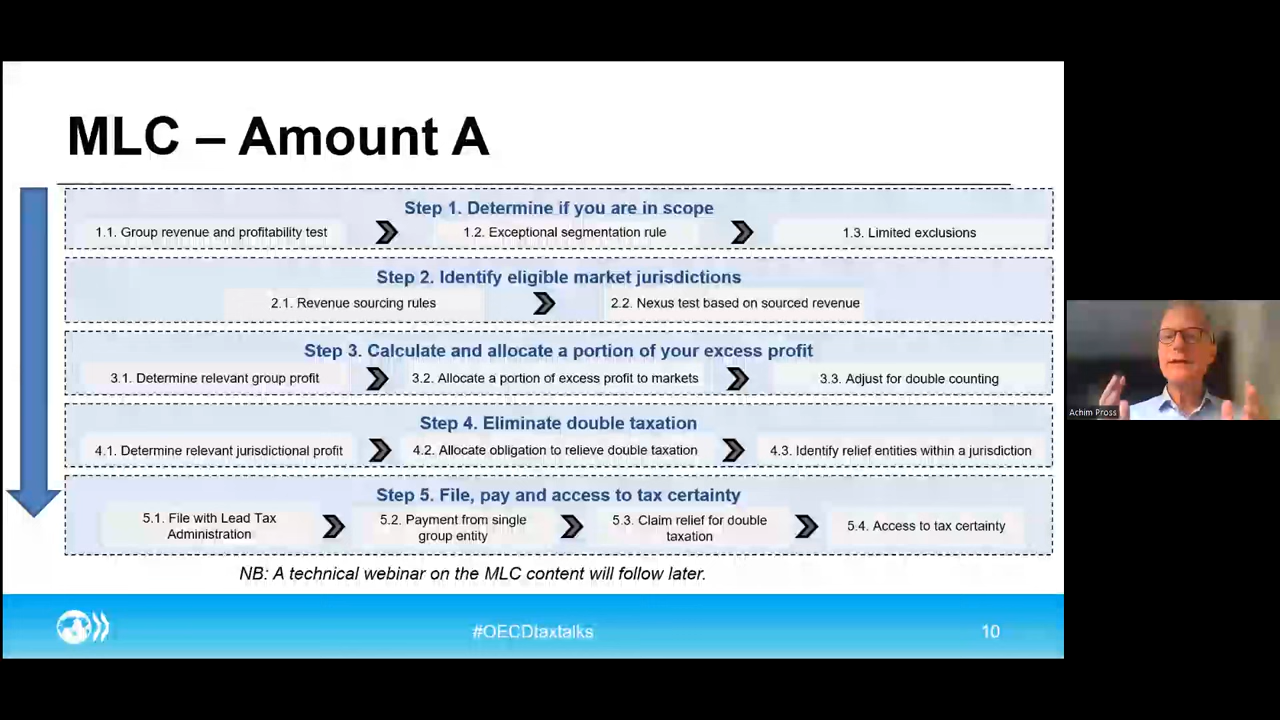 MLC – Amount A
Step 1. Determine if you are in scope
1.1. Group revenue and profitability test
1.2. Exceptional segmentation rule
1.3. Limited exclusions
Step 2. Identify eligible market jurisdictions
2.1. Revenue sourcing rules
2.2. Nexus test based on sourced revenue
Step 3. Calculate and allocate a portion of your excess profit
3.1. Determine relevant group profit
3.2. Allocate a portion of excess profit to markets
3.3. Adjust for double counting
Step 4. Eliminate double taxation
4.1. Determine relevant jurisdictional profit
4.2. Allocate obligation to relieve double taxation
4.3. Identify relief entities within a jurisdiction
Step 5. File, pay and access to tax certainty
5.1. File with Lead Tax
Administration
5.2. Payment from single
group entity
5.3. Claim relief for double
taxation
5.4. Access to tax certainty
NB: A technical webinar on the MLC content will follow later.
#OECDtaxtalks
10
Achim Pross